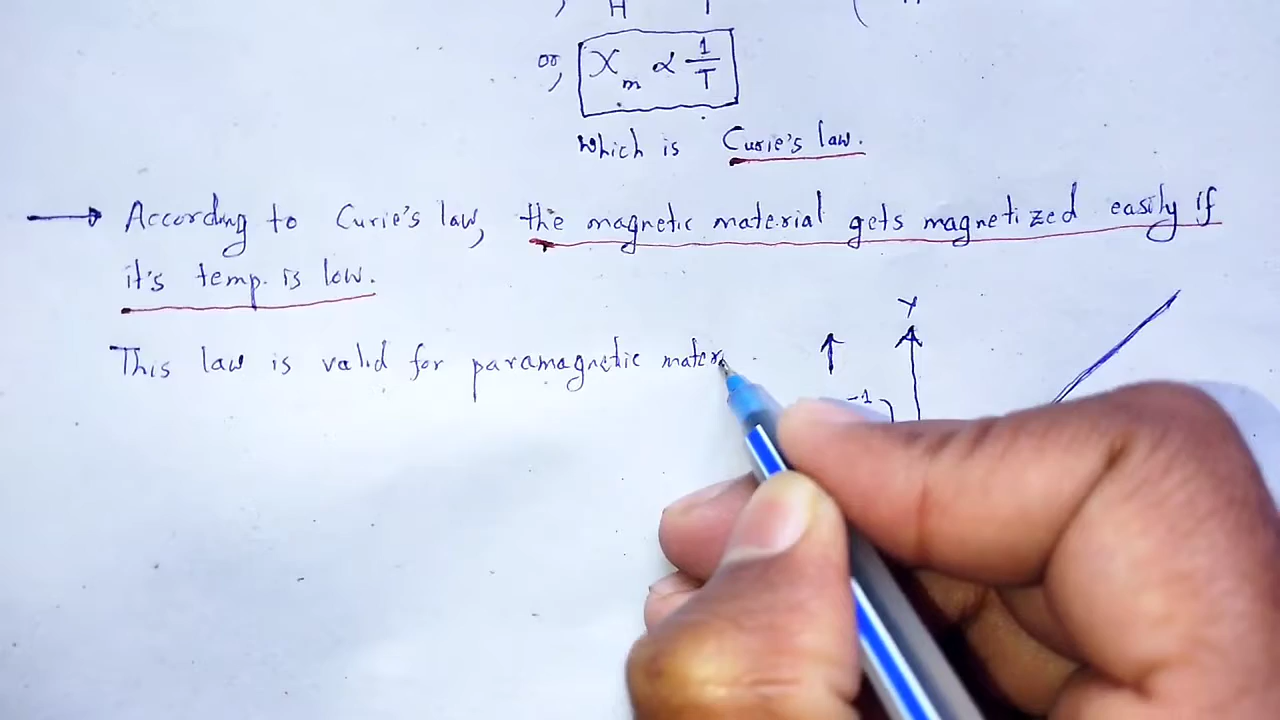 or, Xm ∝ 1/T
which is Curie's law.
According to Curie's law, the magnetic material gets magnetized easily if
it's temp. is low.
This law is valid for paramagnetic mater
Y
-1